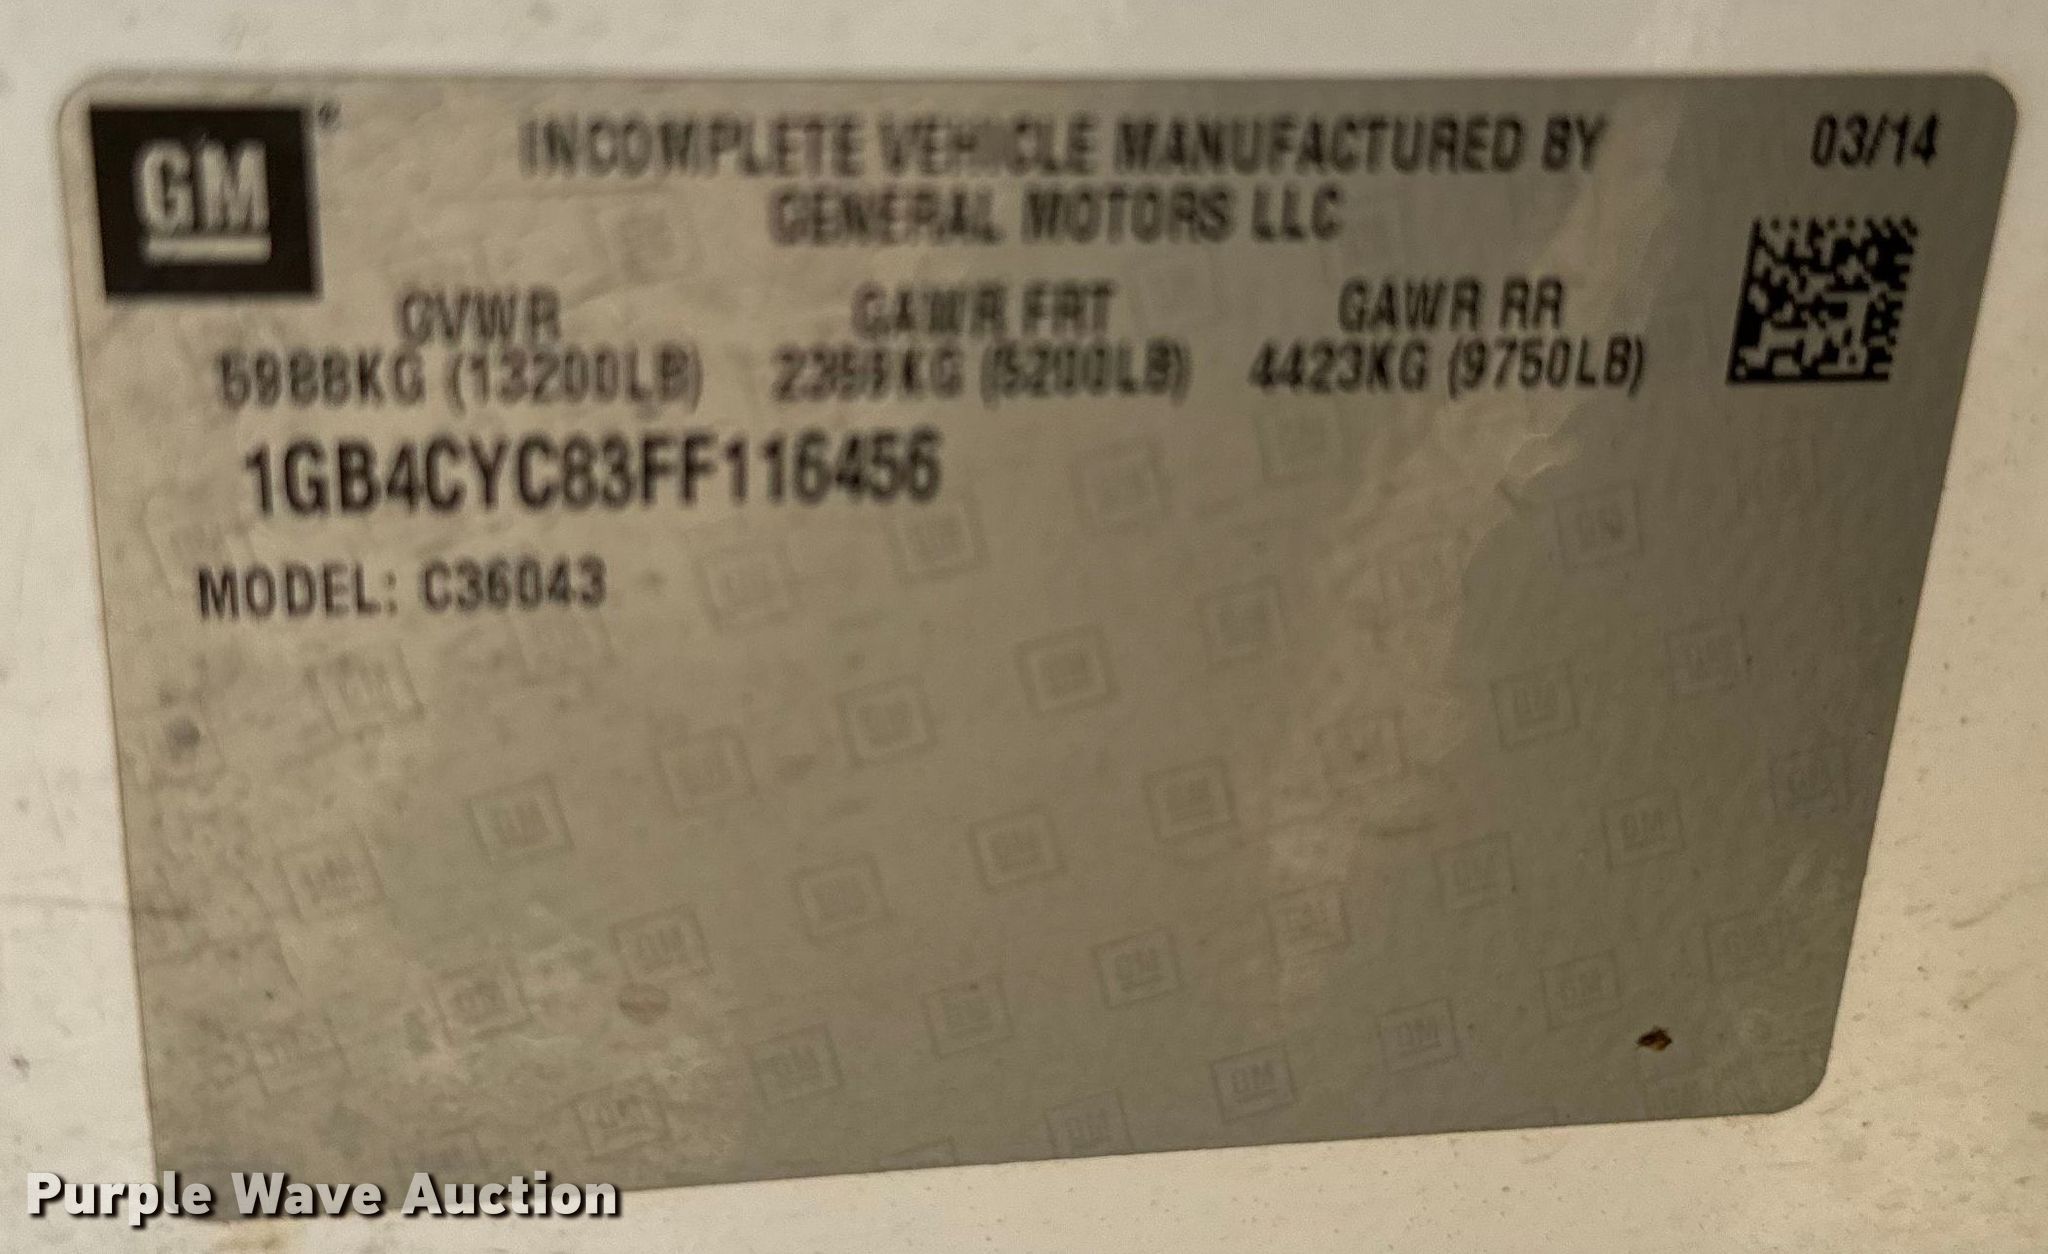 GM®
INCOMPLETE VEHICLE MANUFACTURED BY
GENERAL MOTORS LLC
03/14
GVWR GAWR FRT GAWR RR
5988KG (13200LB) 2359KG (5200LB) 4423KG (9750LB)
1GB4CYC83FF116456
MODEL: C36043
Purple Wave Auction